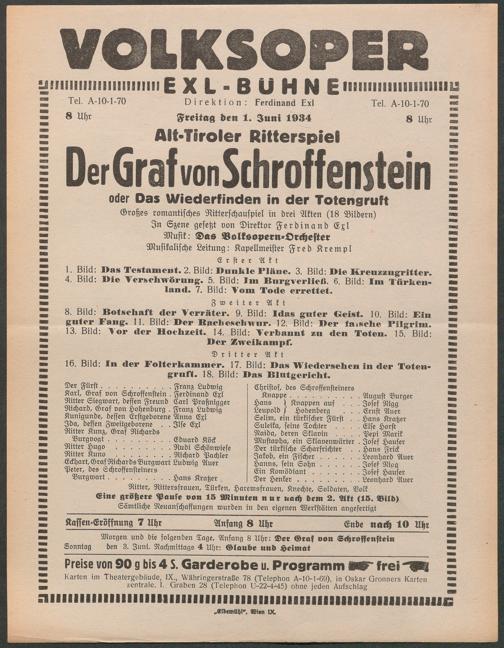 VOLKSOPER
EXL-BÜHNE
Tel. A-10-1-70 Direktion: Ferdinand Exl Tel. A-10-1-70
8 Uhr Freitag den 1. Juni 1934 8 Uhr
Alt-Tiroler Ritterspiel
Der Graf von Schroffenstein
oder Das Wiederfinden in der Totengruft
Großes romantisches Ritterschauspiel in drei Akten (18 Bildern)
In Szene gesetzt von Direktor Ferdinand Exl
Musik: Das Volksopern-Orchester
Musikalische Leitung: Kapellmeister Fred Krempl
Erster Akt
1. Bild: Das Testament. 2. Bild: Dunkle Pläne. 3. Bild: Die Kreuzzugritter.
4. Bild: Die Verschwörung. 5. Bild: Im Burgverließ. 6. Bild: Im Türken-
land. 7. Bild: Vom Tode errettet.
Zweiter Akt
8. Bild: Botschaft der Verräter. 9. Bild: Idas guter Geist. 10. Bild: Ein
guter Fang. 11. Bild: Der Racheschwur. 12. Bild: Der falsche Pilgrim.
13. Bild: Vor der Hochzeit. 14. Bild: Verbannt zu den Toten. 15. Bild:
Der Zweikampf.
Dritter Akt
16. Bild: In der Folterkammer. 17. Bild: Das Wiedersehen in der Toten-
gruft. 18. Bild: Das Blutgericht.
Der Fürst . . . . . . . . . . Franz Ludwig
Karl, Graf von Schroffenstein . Ferdinand Exl
Ritter Siegwart, dessen Freund Carl
Richard, Graf von Hohenburg . Franz Ludwig
Kunigunde, dessen Erstgeborene Anna Exl
Ida, dessen Zweitgeborene . . Ilse Exl
Ritter Kuny, Graf Richards
Burgvogt . . . . . . . . Eduard Köck
Ritter Hago . . . . . . . .
Ritter Kuno . . . . . . . . Richard
Eckhart, Graf Richards Burgwart Ludwig Auer
Peter, des Schroffensteiners
Burgwart . . . . . . . . Hans Kratzer
Christof, des Schroffensteiners
Knappe . . . . . . . . . August Burger
Hans } Knappen auf . . Josef Rigg
Leupold } Hohenberg . . Ernst Auer
Selim, ein türkischer Fürst . . Hans Kratzer
Suleika, seine Tochter . . . . Else Horst
Naida, deren Sklavin . . . . Pepi Marik
Mustapha, ein Sklavenwärter . Josef Hauser
Der türkische Scharfrichter . . Hans Frick
Jakob, ein Fischer . . . . . Leonhard Auer
Hanns, sein Sohn . . . . . . Josef Rigg
Ein Komödiant . . . . . . . Josef Hauser
Der Henker . . . . . . . . Leonhard Auer
Ritter, Rittersfrauen, Türken, Haremsfrauen, Knechte, Soldaten, Volk
Eine größere Pause von 15 Minuten nur nach dem 2. Akt (15. Bild)
Sämtliche Neuanschaffungen wurden in den eigenen Werkstätten angefertigt
Kassen-Eröffnung 7 Uhr Anfang 8 Uhr Ende nach 10 Uhr
Morgen und die folgenden Tage. Anfang 8 Uhr: Der Graf von Schroffenstein
Sonntag den 3. Juni. Nachmittags 4 Uhr: Glaube und Heimat
Preise von 90 g bis 4 S. Garderobe u. Programm frei
Karten im Theatergebäude, IX., Währingerstraße 78 (Telephon A-10-1-69), in Oskar Gronners Karten
zentrale, I. Graben 28 (Telephon U-22-4-45) ohne jeden Aufschlag
„Elbemühl", Wien IX.